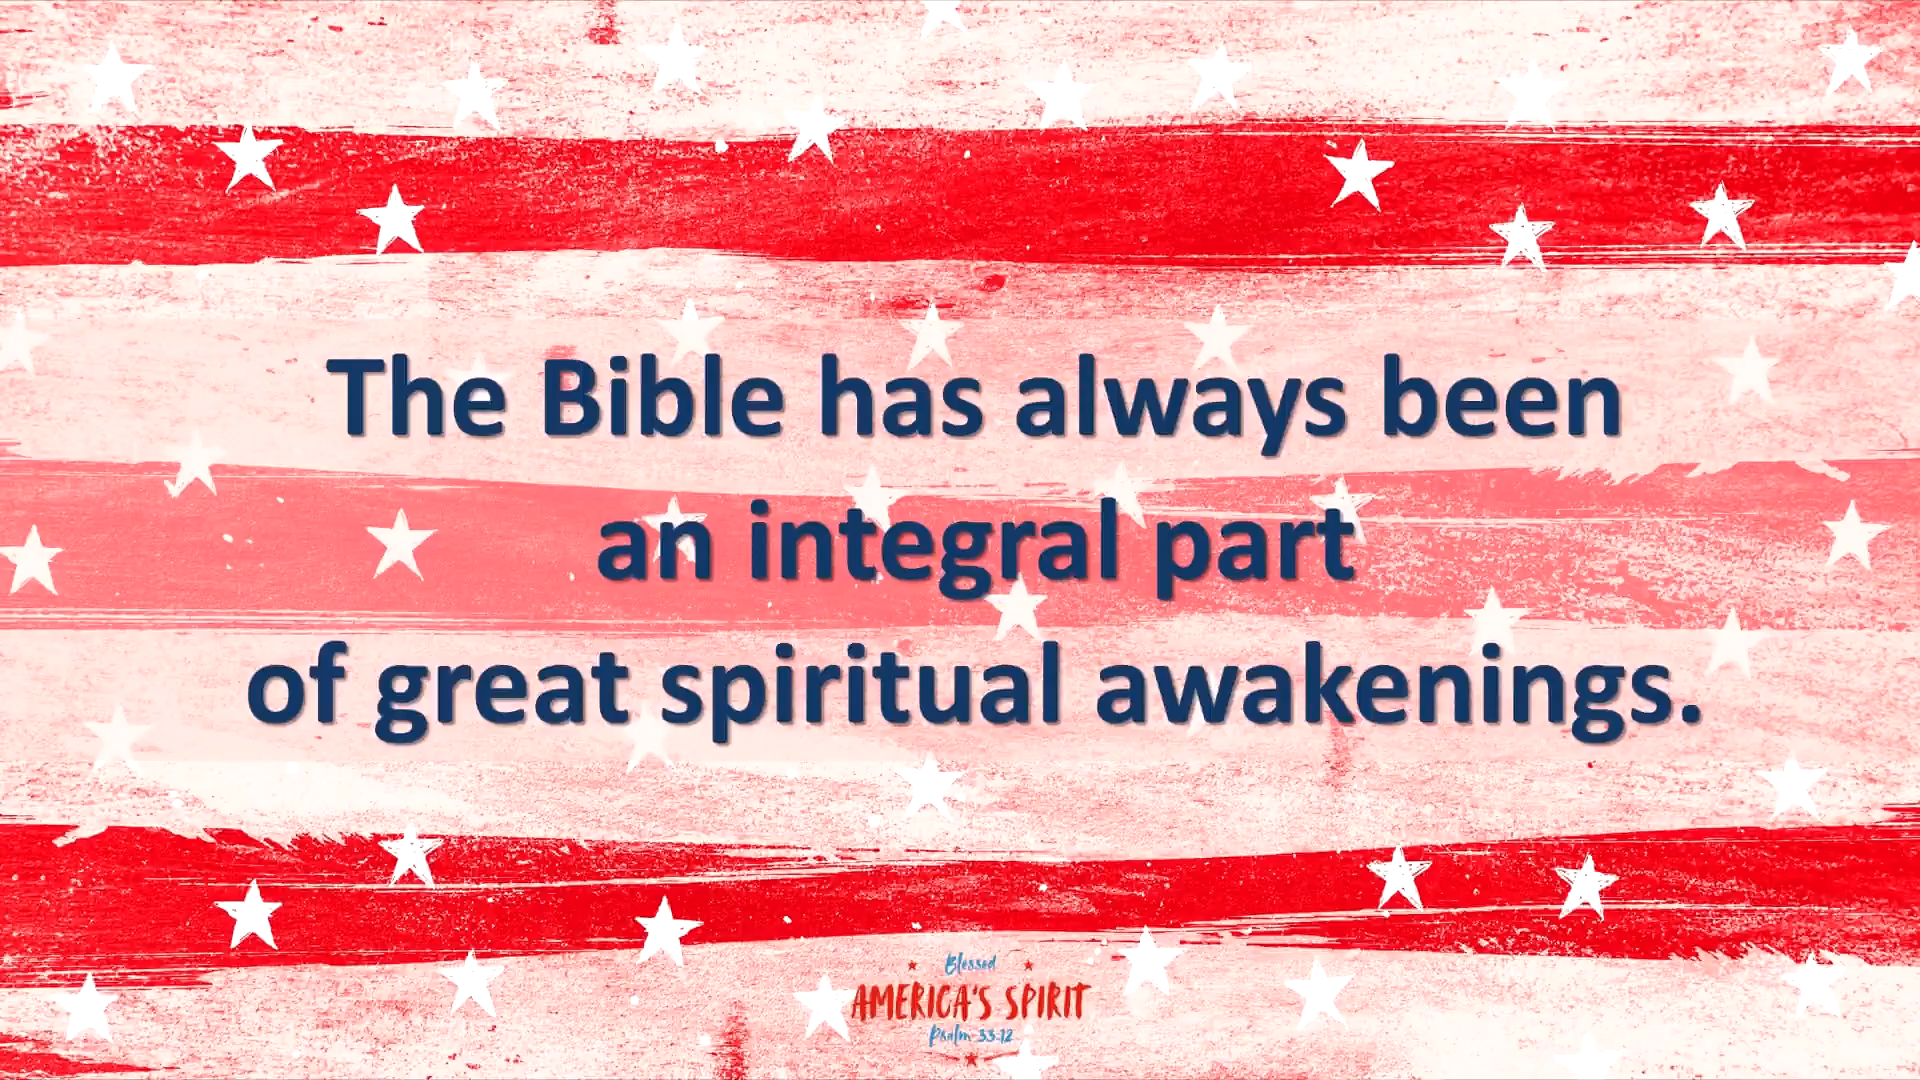 The Bible has always been
an integral part
of great spiritual awakenings.
Blessed
AMERICA'S SPIRIT
Psalm 33:12